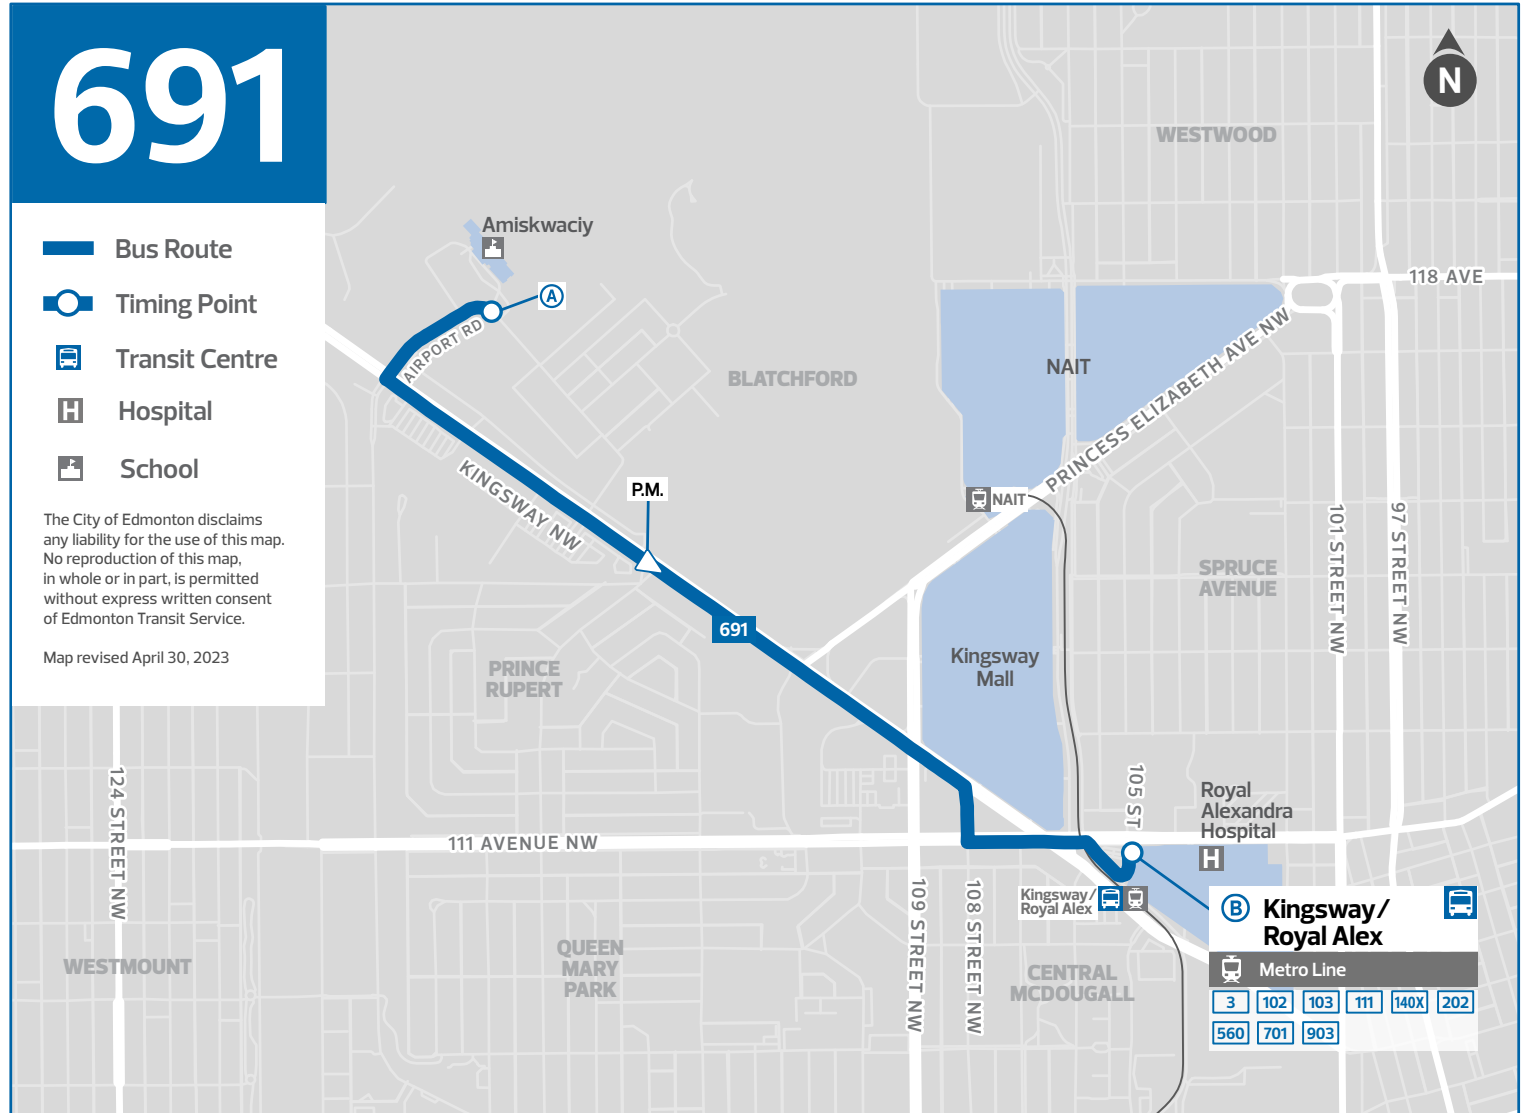 691
Bus Route
Timing Point
Transit Centre
H
Hospital
School
The City of Edmonton disclaims
any liability for the use of this map.
No reproduction of this map,
in whole or in part, is permitted
without express written consent
of Edmonton Transit Service.
Map revised April 30, 2023
N
WESTWOOD
Amiskwaciy
A
AIRPORT RD
118 AVE
NAIT
BLATCHFORD
PRINCESS ELIZABETH AVE NW
KINGSWAY NW
P.M.
NAIT
101 STREET NW
97 STREET NW
SPRUCE
AVENUE
691
PRINCE
RUPERT
Kingsway
Mall
124 STREET NW
105 ST
Royal
Alexandra
Hospital
H
111 AVENUE NW
109 STREET NW
108 STREET NW
Kingsway/
Royal Alex
WESTMOUNT
QUEEN
MARY
PARK
CENTRAL
MCDOUGALL
B
Kingsway/
Royal Alex
Metro Line
3 102 103 111 140X 202
560 701 903